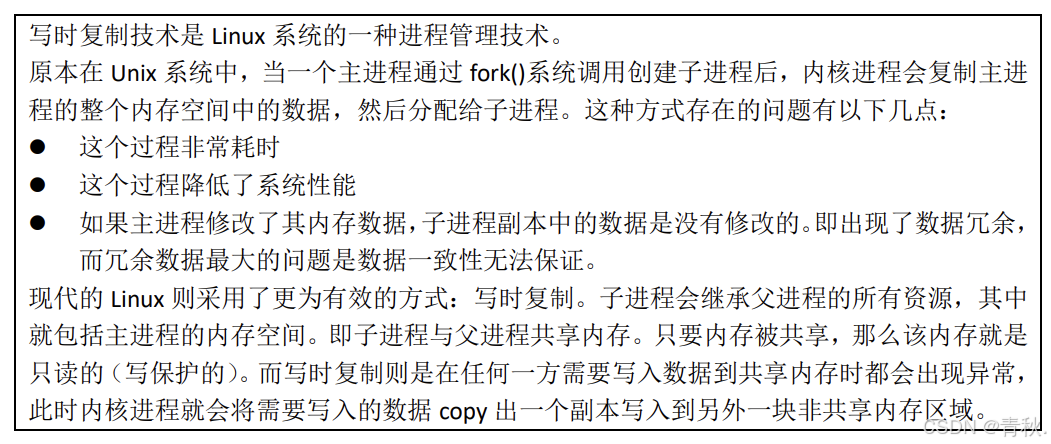 写时复制技术是 Linux 系统的一种进程管理技术。
原本在 Unix 系统中，当一个主进程通过 fork()系统调用创建子进程后，内核进程会复制主进
程的整个内存空间中的数据，然后分配给子进程。这种方式存在的问题有以下几点：
● 这个过程非常耗时
● 这个过程降低了系统性能
● 如果主进程修改了其内存数据，子进程副本中的数据是没有修改的。即出现了数据冗余，
而冗余数据最大的问题是数据一致性无法保证。
现代的 Linux 则采用了更为有效的方式：写时复制。子进程会继承父进程的所有资源，其中
就包括主进程的内存空间。即子进程与父进程共享内存。只要内存被共享，那么该内存就是
只读的（写保护的）。而写时复制则是在任何一方需要写入数据到共享内存时都会出现异常，
此时内核进程就会将需要写入的数据 copy 出一个副本写入到另外一块非共享内存区域。
CSDN @青秋.